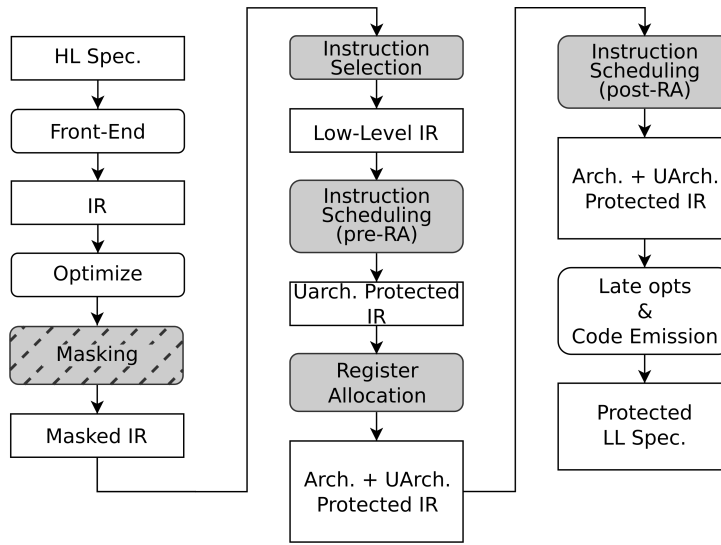 HL Spec.
Front-End
IR
Optimize
Masking
Masked IR
Instruction
Selection
Low-Level IR
Instruction
Scheduling
(pre-RA)
Uarch. Protected
IR
Register
Allocation
Arch. + UArch.
Protected IR
Instruction
Scheduling
(post-RA)
Arch. + UArch.
Protected IR
Late opts
&
Code Emission
Protected
LL Spec.